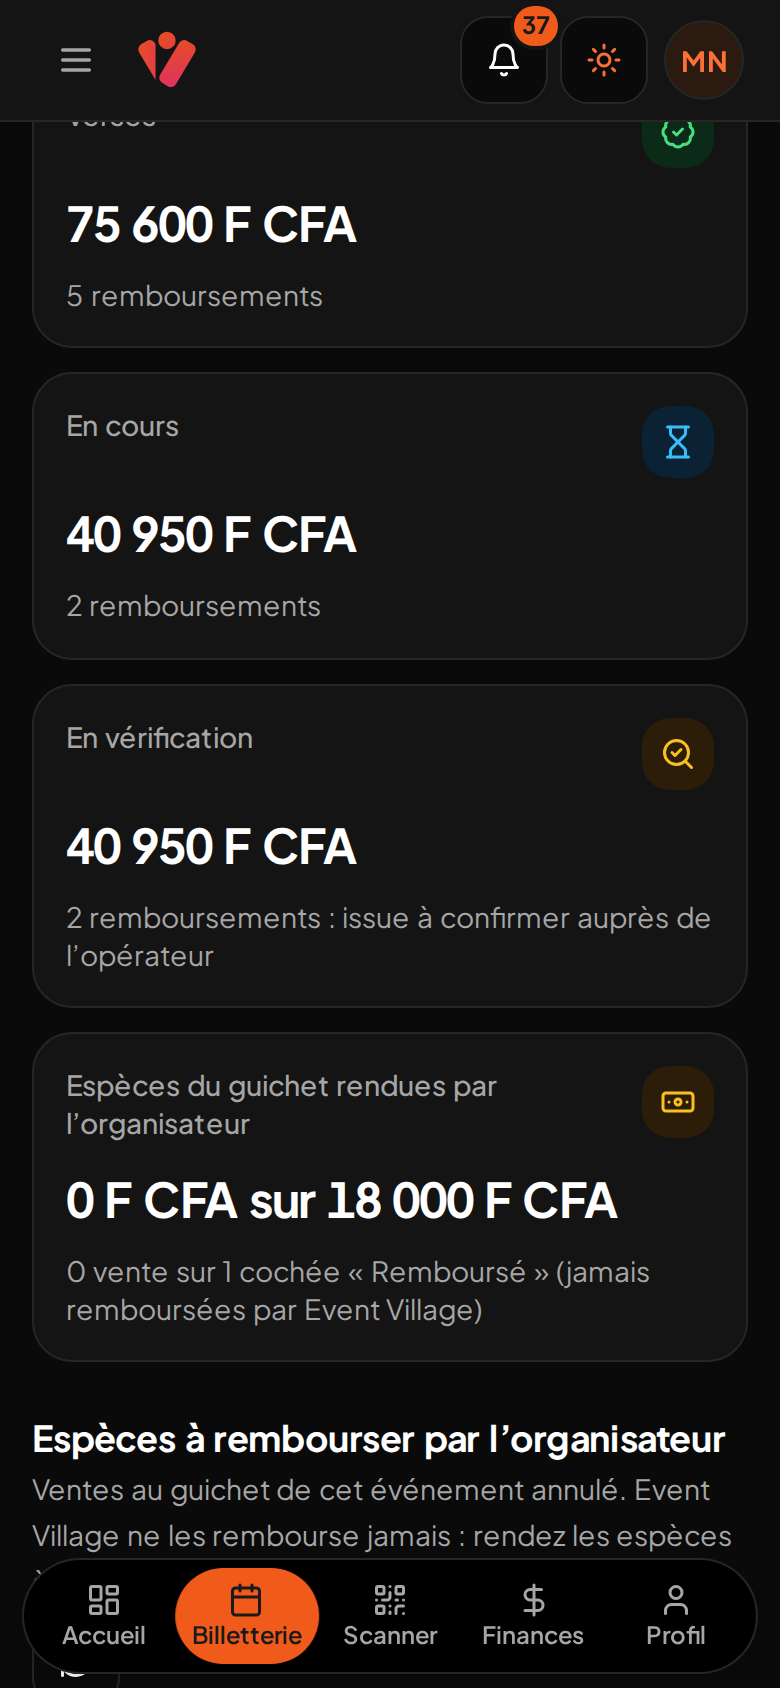 37
MN
75 600 F CFA
5 remboursements
En cours
40 950 F CFA
2 remboursements
En vérification
40 950 F CFA
2 remboursements : issue à confirmer auprès de
l’opérateur
Espèces du guichet rendues par
l’organisateur
0 F CFA sur 18 000 F CFA
0 vente sur 1 cochée « Remboursé » (jamais
remboursées par Event Village)
Espèces à rembourser par l’organisateur
Ventes au guichet de cet événement annulé. Event
Village ne les rembourse jamais : rendez les espèces
Accueil
Billetterie
Scanner
Finances
Profil